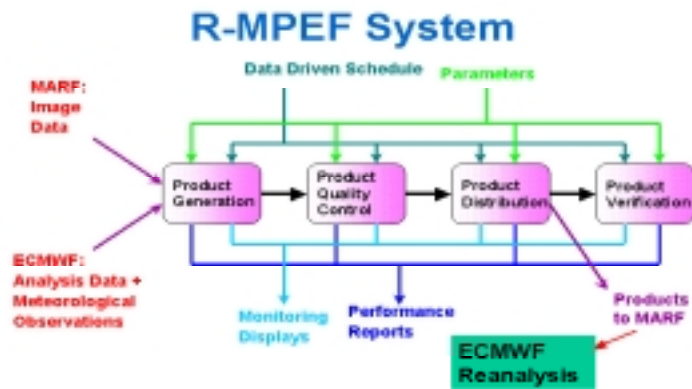 R-MPEF System
Data Driven Schedule
Parameters
MARF:
Image
Data
Product
Generation
Product
Quality
Control
Product
Distribution
Product
Verification
ECMWF:
Analysis Data +
Meteorological
Observations
Monitoring
Displays
Performance
Reports
Products
to MARF
ECMWF
Reanalysis